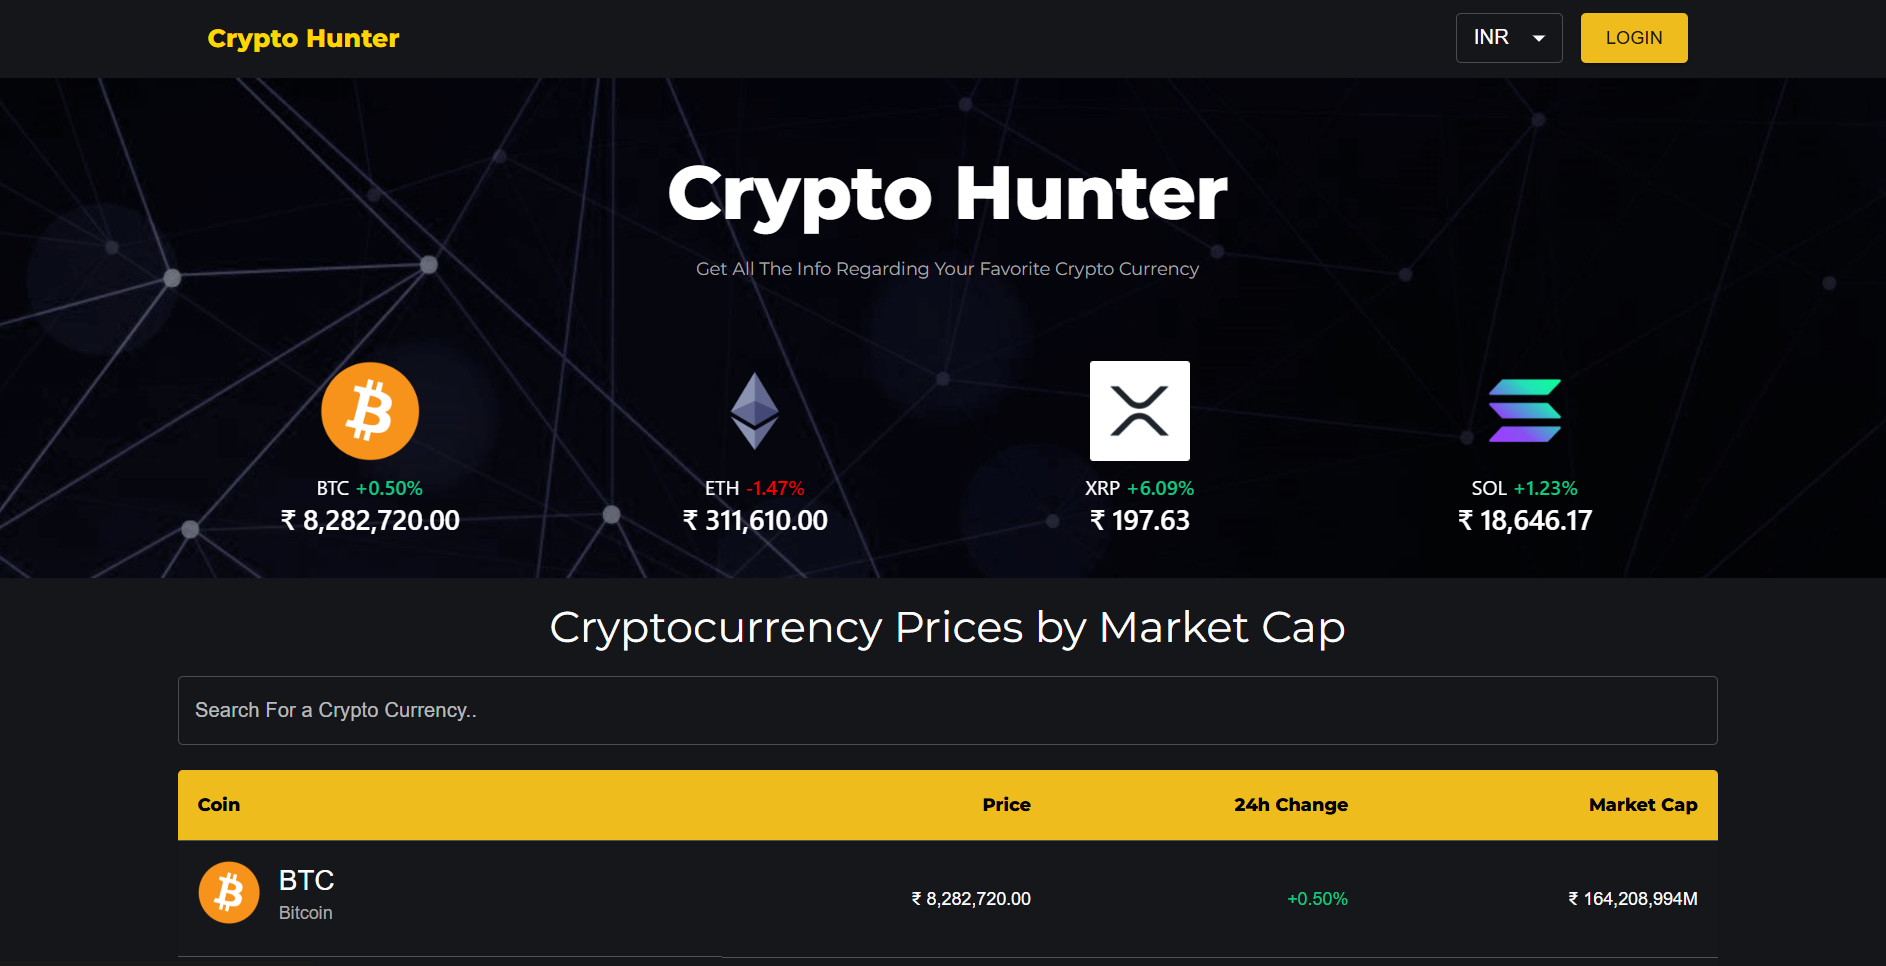 Crypto Hunter
INR
LOGIN
Crypto Hunter
Get All The Info Regarding Your Favorite Crypto Currency
BTC +0.50%
₹ 8,282,720.00
ETH -1.47%
₹ 311,610.00
XRP +6.09%
₹ 197.63
SOL +1.23%
₹ 18,646.17
Cryptocurrency Prices by Market Cap
Search For a Crypto Currency..
Coin Price 24h Change Market Cap
BTC
Bitcoin
₹ 8,282,720.00 +0.50% ₹ 164,208,994M